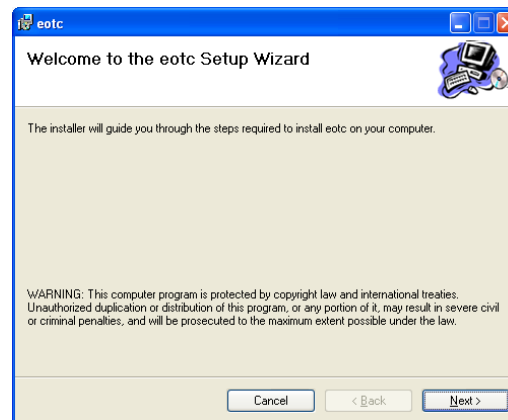 eotc
Welcome to the eotc Setup Wizard
The installer will guide you through the steps required to install eotc on your computer.
WARNING: This computer program is protected by copyright law and international treaties.
Unauthorized duplication or distribution of this program, or any portion of it, may result in severe civil
or criminal penalties, and will be prosecuted to the maximum extent possible under the law.
Cancel
< Back
Next >